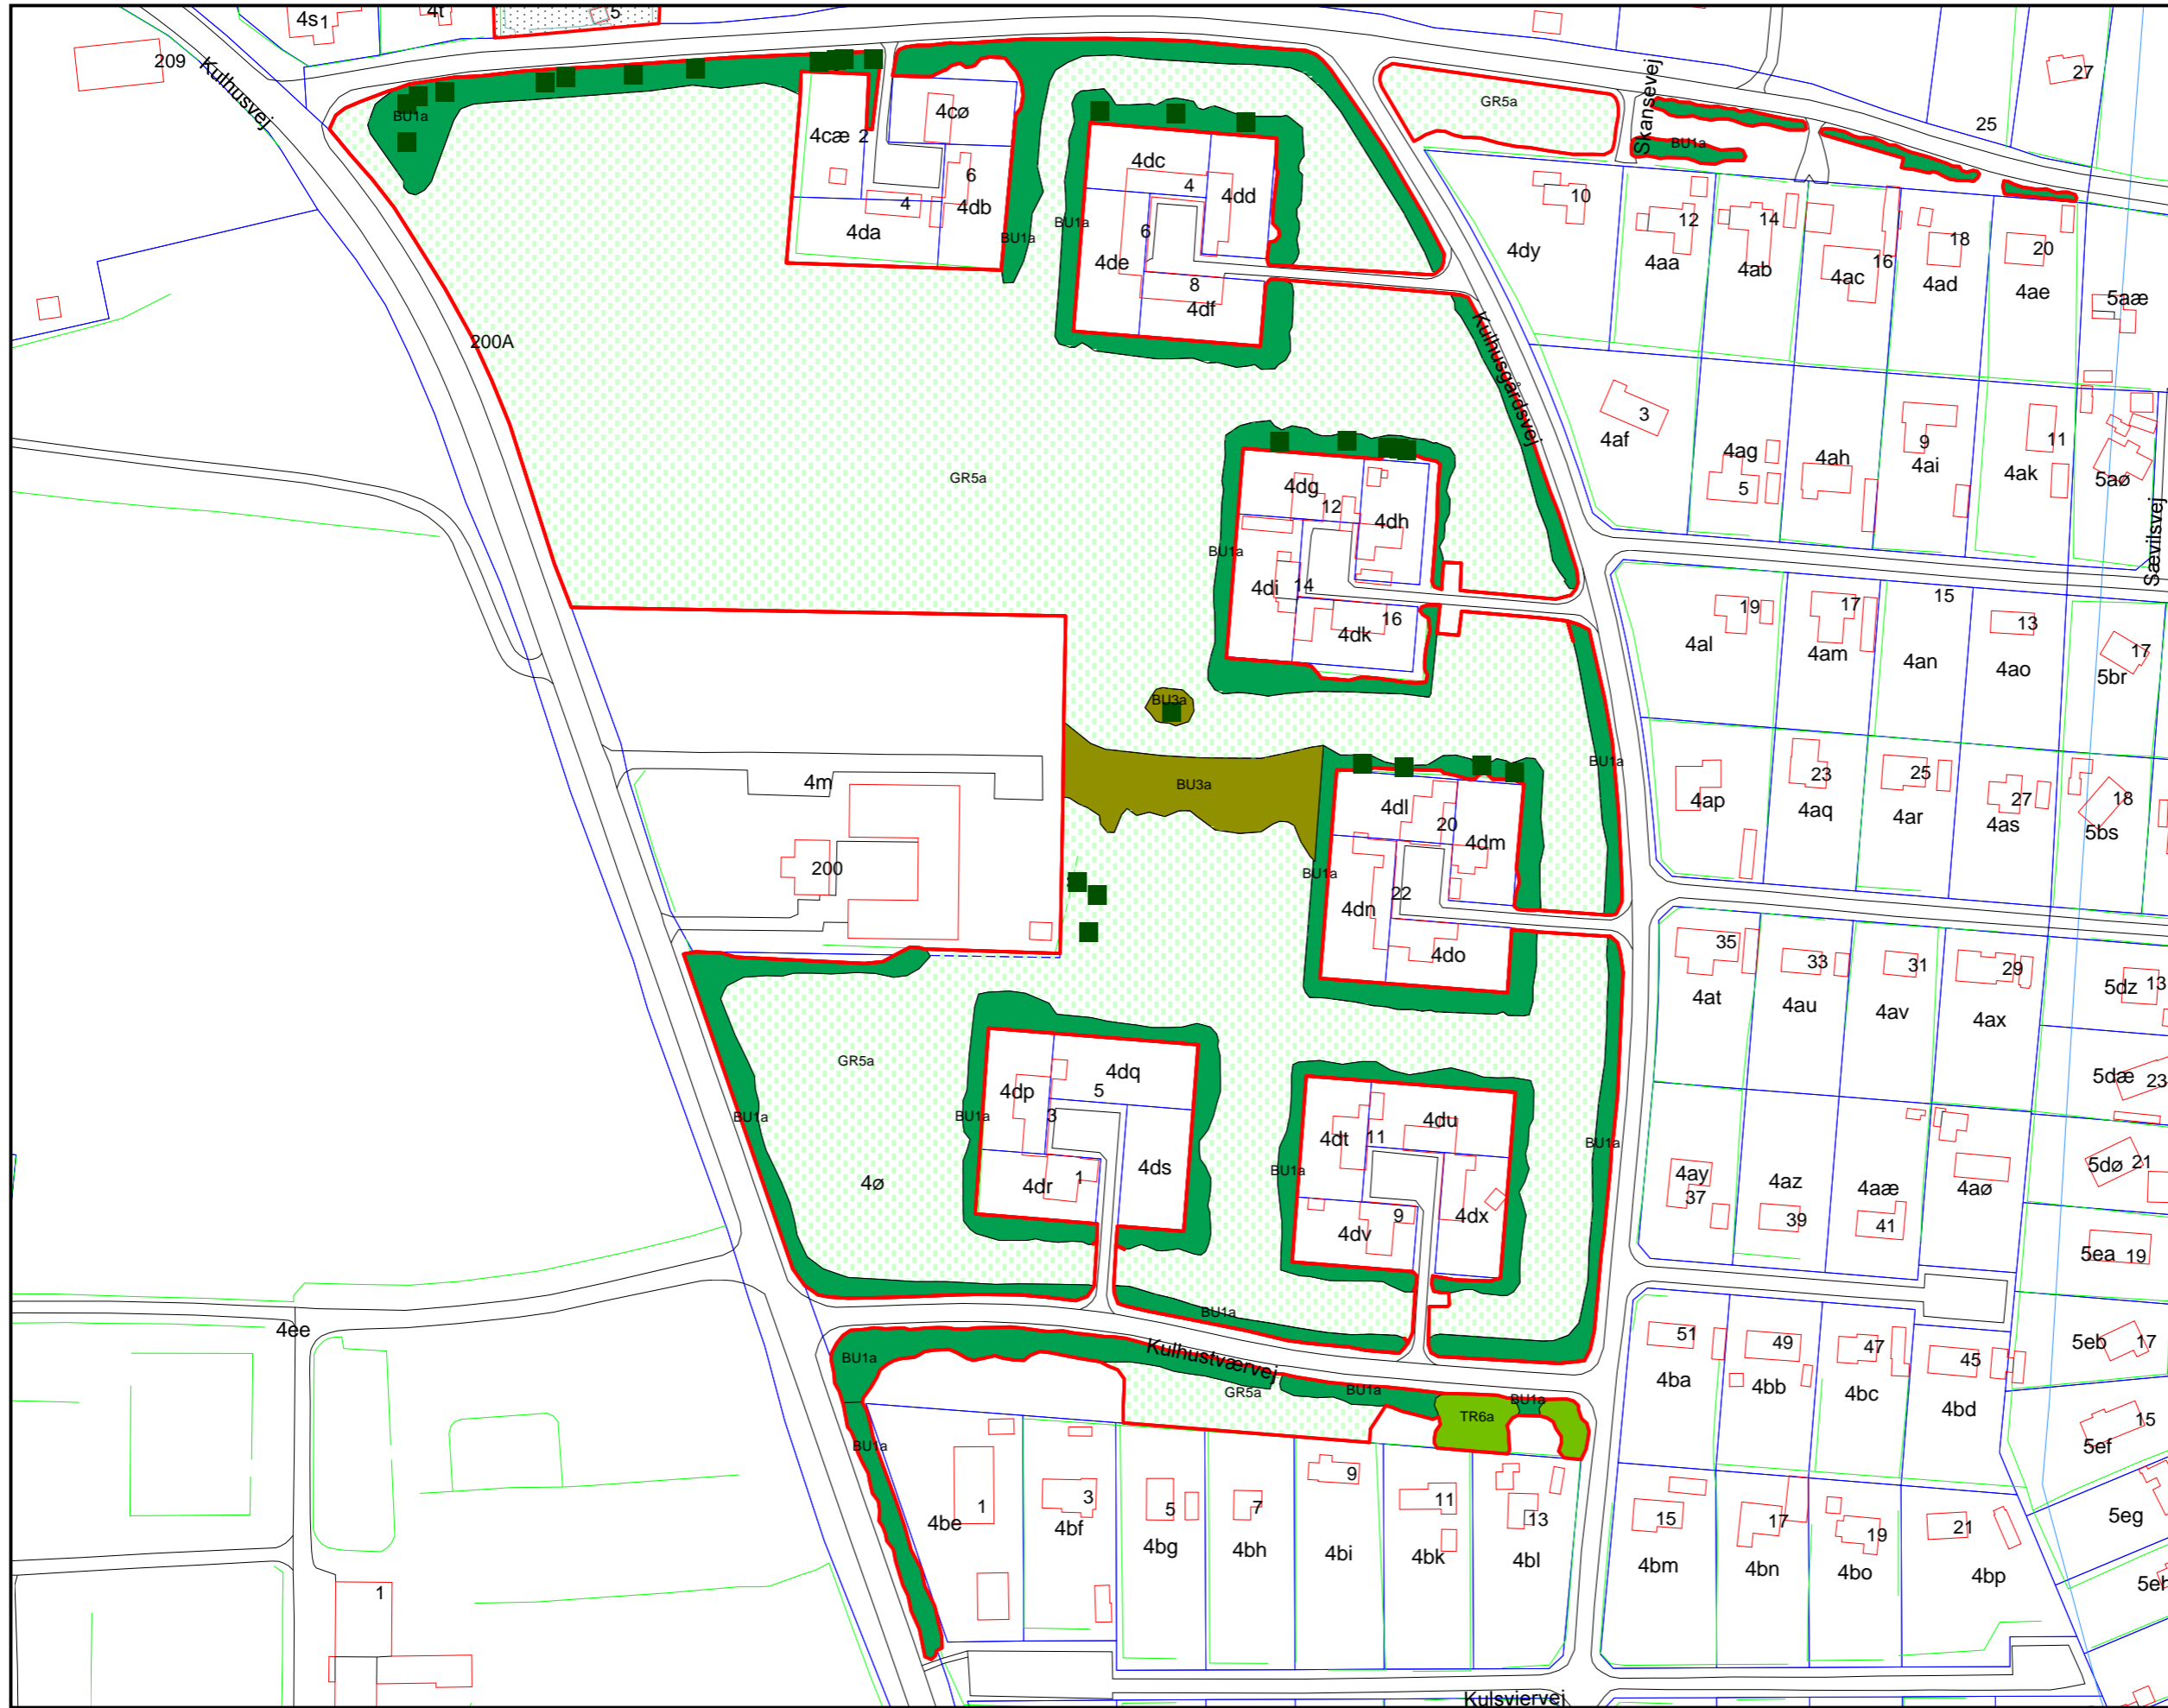 4s
1
4t
5
209
Kulhusvej
BU1a
4cæ
2
4cø
6
4
4db
4da
BU1a
BU1a
4dc
4
4dd
6
4de
8
4df
GR5a
Skansevej
BU1a
25
27
4dy
10
12
4aa
14
4ab
16
4ac
18
4ad
20
4ae
5aæ
200A
Kulhusgårdsvej
GR5a
3
4af
4ag
5
4ah
9
4ai
11
4ak
5aø
Sævilsvej
4dg
12
4dh
BU1a
4di
14
16
4dk
19
4al
17
4am
15
4an
13
4ao
17
5br
BU3a
BU3a
4m
200
BU1a
4dl
20
4dm
BU1a
22
4dn
4do
4ap
23
4aq
25
4ar
27
4as
18
5bs
35
4at
33
4au
31
4av
29
4ax
5dz
13
GR5a
4ø
BU1a
BU1a
4dp
4dq
5
3
4dr
1
4ds
BU1a
4dt
11
4du
9
4dv
4dx
BU1a
5dæ
23
4ay
37
4az
39
4aæ
41
4aø
5dø
21
5ea
19
4ee
BU1a
BU1a
Kulhustværvej
GR5a
BU1a
BU1a
TR6a
BU1a
51
4ba
49
4bb
47
4bc
45
4bd
5eb
17
15
5ef
4be
1
3
4bf
5
4bg
7
4bh
9
4bi
11
4bk
13
4bl
15
4bm
17
4bn
19
4bo
21
4bp
5eg
1
Kulsviervej